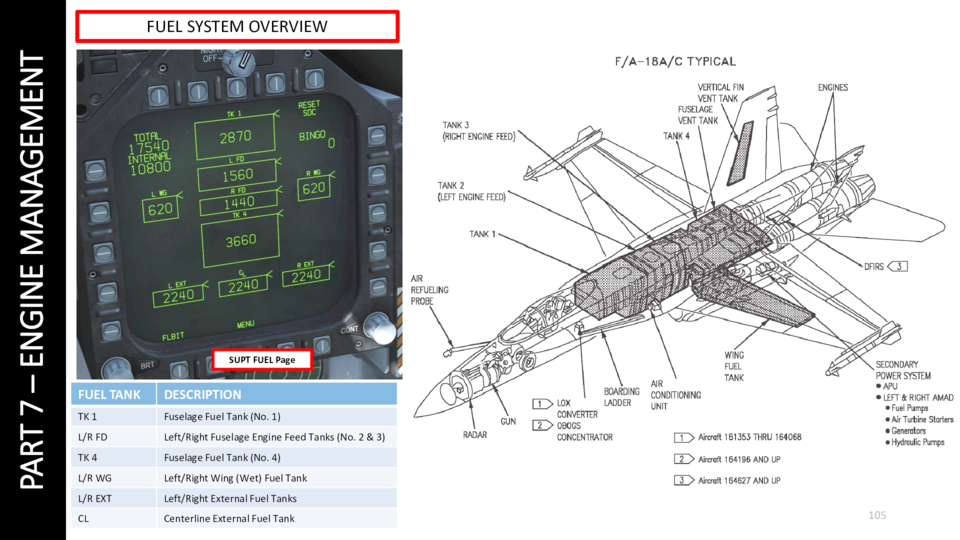 PART 7 – ENGINE MANAGEMENT
FUEL SYSTEM OVERVIEW
OFF
TK 1
2870
RESET
SDC
TOTAL
17540
INTERNAL
10800
BINGO
0
L FD
1560
L WG
620
R FD
1440
R WG
620
TK 4
3660
L EXT
2240
CL
2240
R EXT
2240
FLBIT
MENU
BRT
CONT
SUPT FUEL Page
FUEL TANK DESCRIPTION
TK 1 Fuselage Fuel Tank (No. 1)
L/R FD Left/Right Fuselage Engine Feed Tanks (No. 2 & 3)
TK 4 Fuselage Fuel Tank (No. 4)
L/R WG Left/Right Wing (Wet) Fuel Tank
L/R EXT Left/Right External Fuel Tanks
CL Centerline External Fuel Tank
F/A-18A/C TYPICAL
VERTICAL FIN
VENT TANK
FUSELAGE
VENT TANK
TANK 4
ENGINES
TANK 3
(RIGHT ENGINE FEED)
TANK 2
(LEFT ENGINE FEED)
TANK 1
AIR
REFUELING
PROBE
DFIRS 3
WING
FUEL
TANK
SECONDARY
POWER SYSTEM
• APU
• LEFT & RIGHT AMAD
• Fuel Pumps
• Air Turbine Starters
• Generators
• Hydraulic Pumps
AIR
CONDITIONING
UNIT
BOARDING
LADDER
1 LOX
CONVERTER
2 OBOGS
CONCENTRATOR
GUN
RADAR
1 Aircraft 161353 THRU 164068
2 Aircraft 164196 AND UP
3 Aircraft 164627 AND UP
105